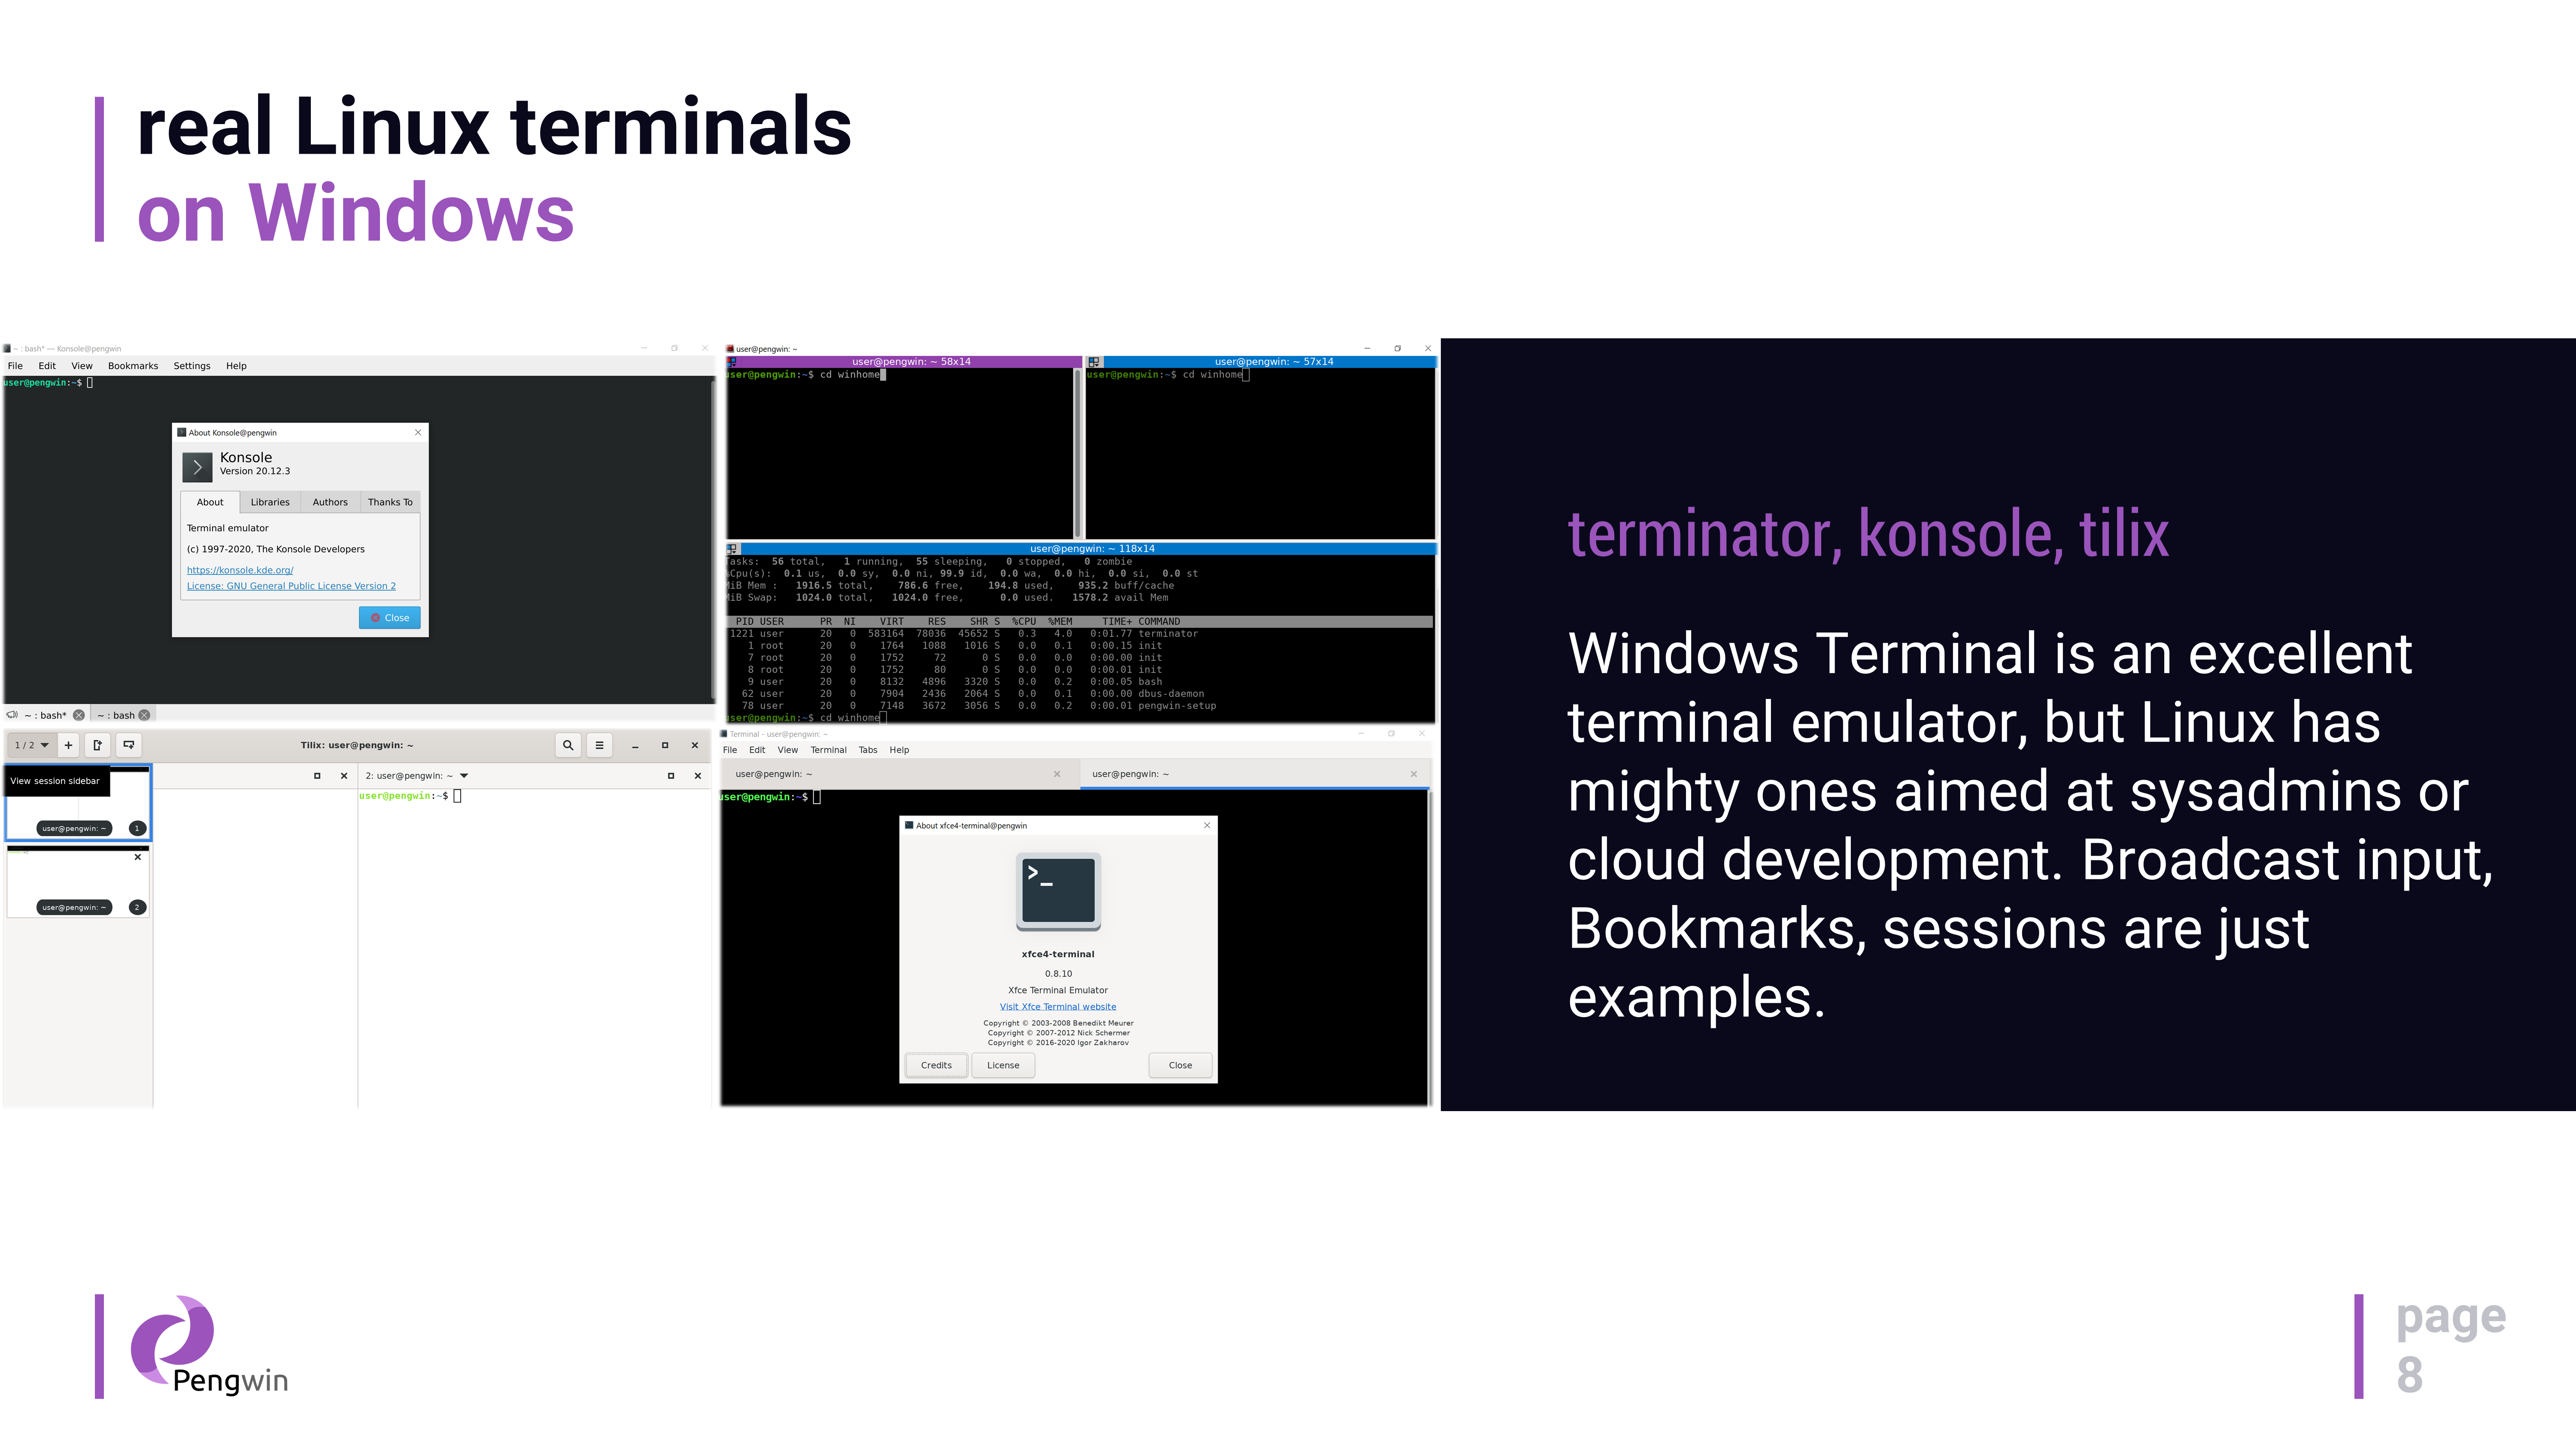 real Linux terminals
on Windows
~ : bash* — Konsole@pengwin
File Edit View Bookmarks Settings Help
user@pengwin:~$
About Konsole@pengwin
Konsole
Version 20.12.3
About Libraries Authors Thanks To
Terminal emulator
(c) 1997-2020, The Konsole Developers
https://konsole.kde.org/
License: GNU General Public License Version 2
Close
~ : bash* ~ : bash
user@pengwin: ~
user@pengwin: ~ 58x14
user@pengwin:~$ cd winhome
user@pengwin: ~ 57x14
user@pengwin:~$ cd winhome
user@pengwin: ~ 118x14
Tasks: 56 total, 1 running, 55 sleeping, 0 stopped, 0 zombie
%Cpu(s): 0.1 us, 0.0 sy, 0.0 ni, 99.9 id, 0.0 wa, 0.0 hi, 0.0 si, 0.0 st
MiB Mem : 1916.5 total, 786.6 free, 194.8 used, 935.2 buff/cache
MiB Swap: 1024.0 total, 1024.0 free, 0.0 used. 1578.2 avail Mem
PID USER PR NI VIRT RES SHR S %CPU %MEM TIME+ COMMAND
1221 user 20 0 583164 78036 45652 S 0.3 4.0 0:01.77 terminator
1 root 20 0 1764 1088 1016 S 0.0 0.1 0:00.15 init
7 root 20 0 1752 72 0 S 0.0 0.0 0:00.00 init
8 root 20 0 1752 80 0 S 0.0 0.0 0:00.01 init
9 user 20 0 8132 4896 3320 S 0.0 0.2 0:00.05 bash
62 user 20 0 7904 2436 2064 S 0.0 0.1 0:00.00 dbus-daemon
78 user 20 0 7148 3672 3056 S 0.0 0.2 0:00.01 pengwin-setup
user@pengwin:~$ cd winhome
1 / 2 Tilix: user@pengwin: ~
View session sidebar
user@pengwin: ~ 1
user@pengwin: ~ 2
2: user@pengwin: ~
user@pengwin:~$
Terminal - user@pengwin: ~
File Edit View Terminal Tabs Help
user@pengwin: ~ user@pengwin: ~
user@pengwin:~$
About xfce4-terminal@pengwin
>_
xfce4-terminal
0.8.10
Xfce Terminal Emulator
Visit Xfce Terminal website
Copyright © 2003-2008 Benedikt Meurer
Copyright © 2007-2012 Nick Schermer
Copyright © 2016-2020 Igor Zakharov
Credits License Close
terminator, konsole, tilix
Windows Terminal is an excellent
terminal emulator, but Linux has
mighty ones aimed at sysadmins or
cloud development. Broadcast input,
Bookmarks, sessions are just
examples.
Pengwin
page
8